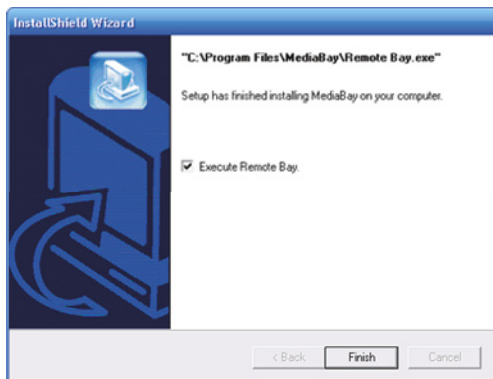 InstallShield Wizard
"C:\Program Files\MediaBay\Remote Bay.exe"
Setup has finished installing MediaBay on your computer.
Execute Remote Bay.
< Back
Finish
Cancel